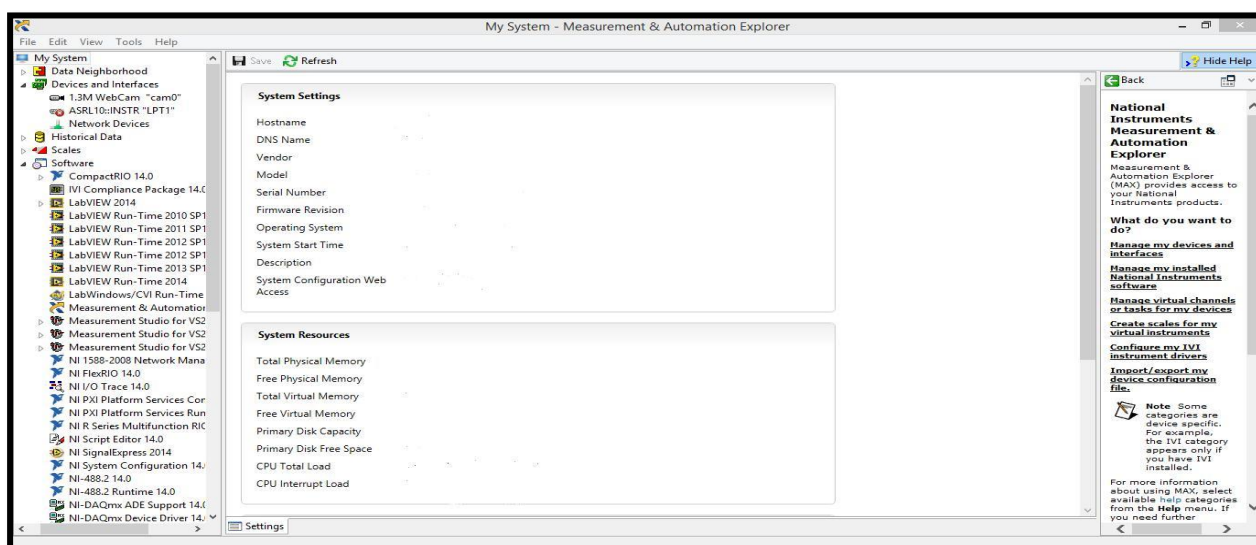 My System - Measurement & Automation Explorer
File Edit View Tools Help
My System
Data Neighborhood
Devices and Interfaces
1.3M WebCam "cam0"
ASRL10::INSTR "LPT1"
Network Devices
Historical Data
Scales
Software
CompactRIO 14.0
IVI Compliance Package 14.0
LabVIEW 2014
LabVIEW Run-Time 2010 SP1
LabVIEW Run-Time 2011 SP1
LabVIEW Run-Time 2012 SP1
LabVIEW Run-Time 2012 SP1
LabVIEW Run-Time 2013 SP1
LabVIEW Run-Time 2014
LabWindows/CVI Run-Time
Measurement & Automation
Measurement Studio for VS2
Measurement Studio for VS2
Measurement Studio for VS2
NI 1588-2008 Network Mana
NI FlexRIO 14.0
NI I/O Trace 14.0
NI PXI Platform Services Con
NI PXI Platform Services Run
NI R Series Multifunction RIO
NI Script Editor 14.0
NI SignalExpress 2014
NI System Configuration 14.
NI-488.2 14.0
NI-488.2 Runtime 14.0
NI-DAQmx ADE Support 14.0
NI-DAQmx Device Driver 14.
Save Refresh
System Settings
Hostname
DNS Name
Vendor
Model
Serial Number
Firmware Revision
Operating System
System Start Time
Description
System Configuration Web
Access
System Resources
Total Physical Memory
Free Physical Memory
Total Virtual Memory
Free Virtual Memory
Primary Disk Capacity
Primary Disk Free Space
CPU Total Load
CPU Interrupt Load
Settings
Hide Help
Back
National
Instruments
Measurement &
Automation
Explorer
Measurement &
Automation Explorer
(MAX) provides access to
your National
Instruments products.
What do you want to
do?
Manage my devices and
interfaces
Manage my installed
National Instruments
software
Manage virtual channels
or tasks for my devices
Create scales for my
virtual instruments
Configure my IVI
instrument drivers
Import/export my
device configuration
file.
Note Some
categories are
device specific.
For example,
the IVI category
appears only if
you have IVI
installed.
For more information
about using MAX, select
available help categories
from the Help menu. If
you need further